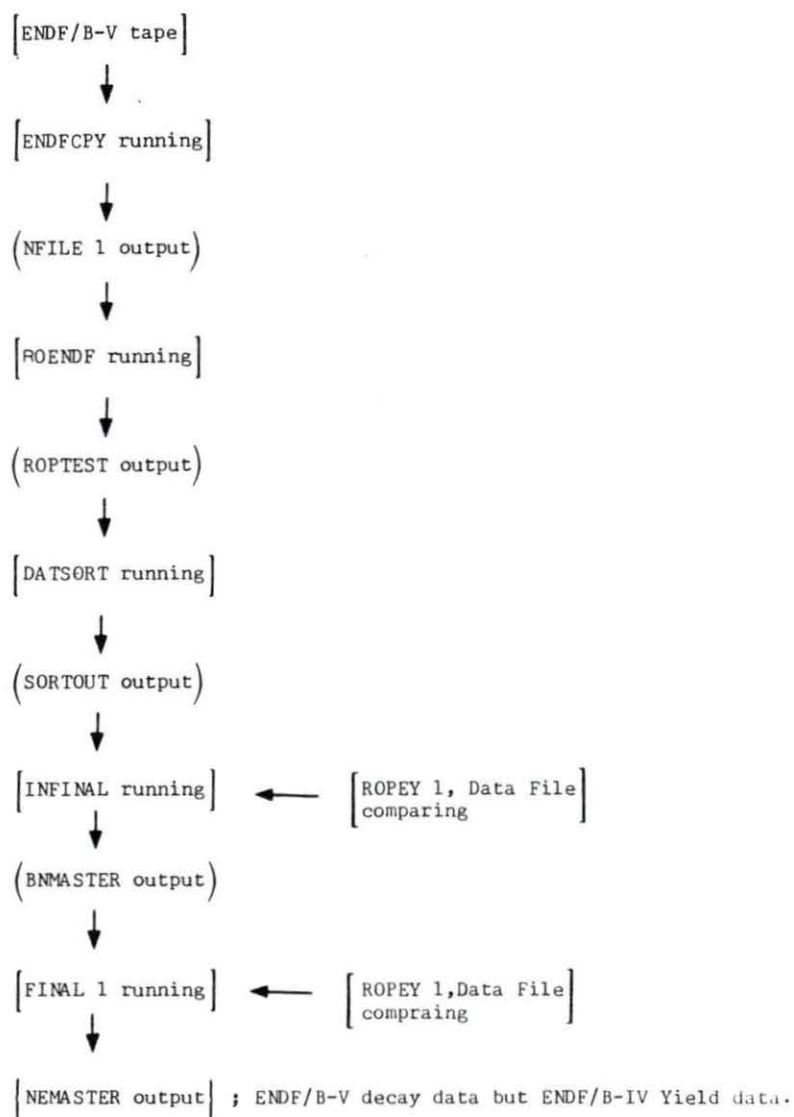 [ENDF/B-V tape]
[ENDFCPY running]
(NFILE 1 output)
[ROENDF running]
(ROPTEST output)
[DATSORT running]
(SORTOUT output)
[INFINAL running]
[ROPEY 1, Data File
comparing]
(BNMASTER output)
[FINAL 1 running]
[ROPEY 1,Data File
compraing]
[NEMASTER output] ; ENDF/B-V decay data but ENDF/B-IV Yield data.